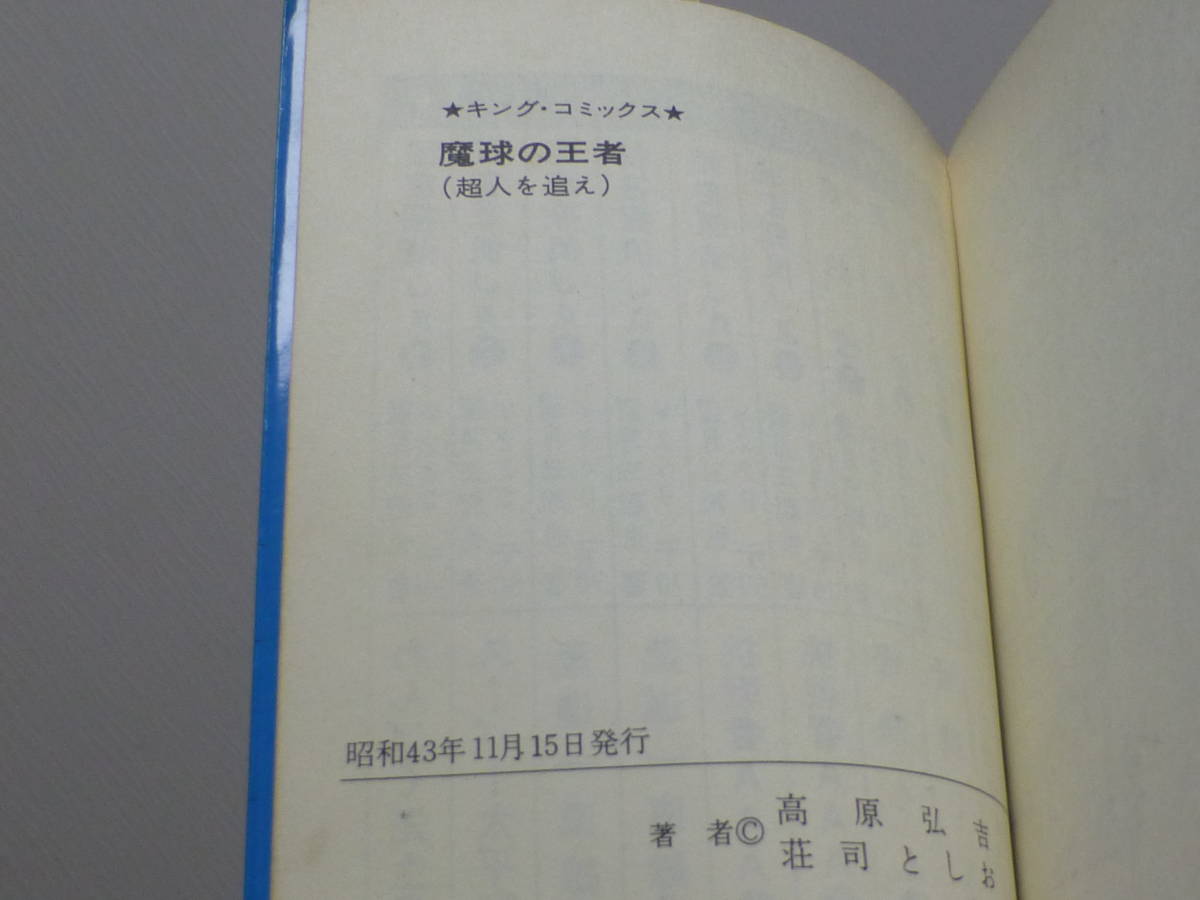 ★キング・コミックス★
魔球の王者
(超人を追え)
昭和43年11月15日発行
著者©高原弘吉
荘司としお